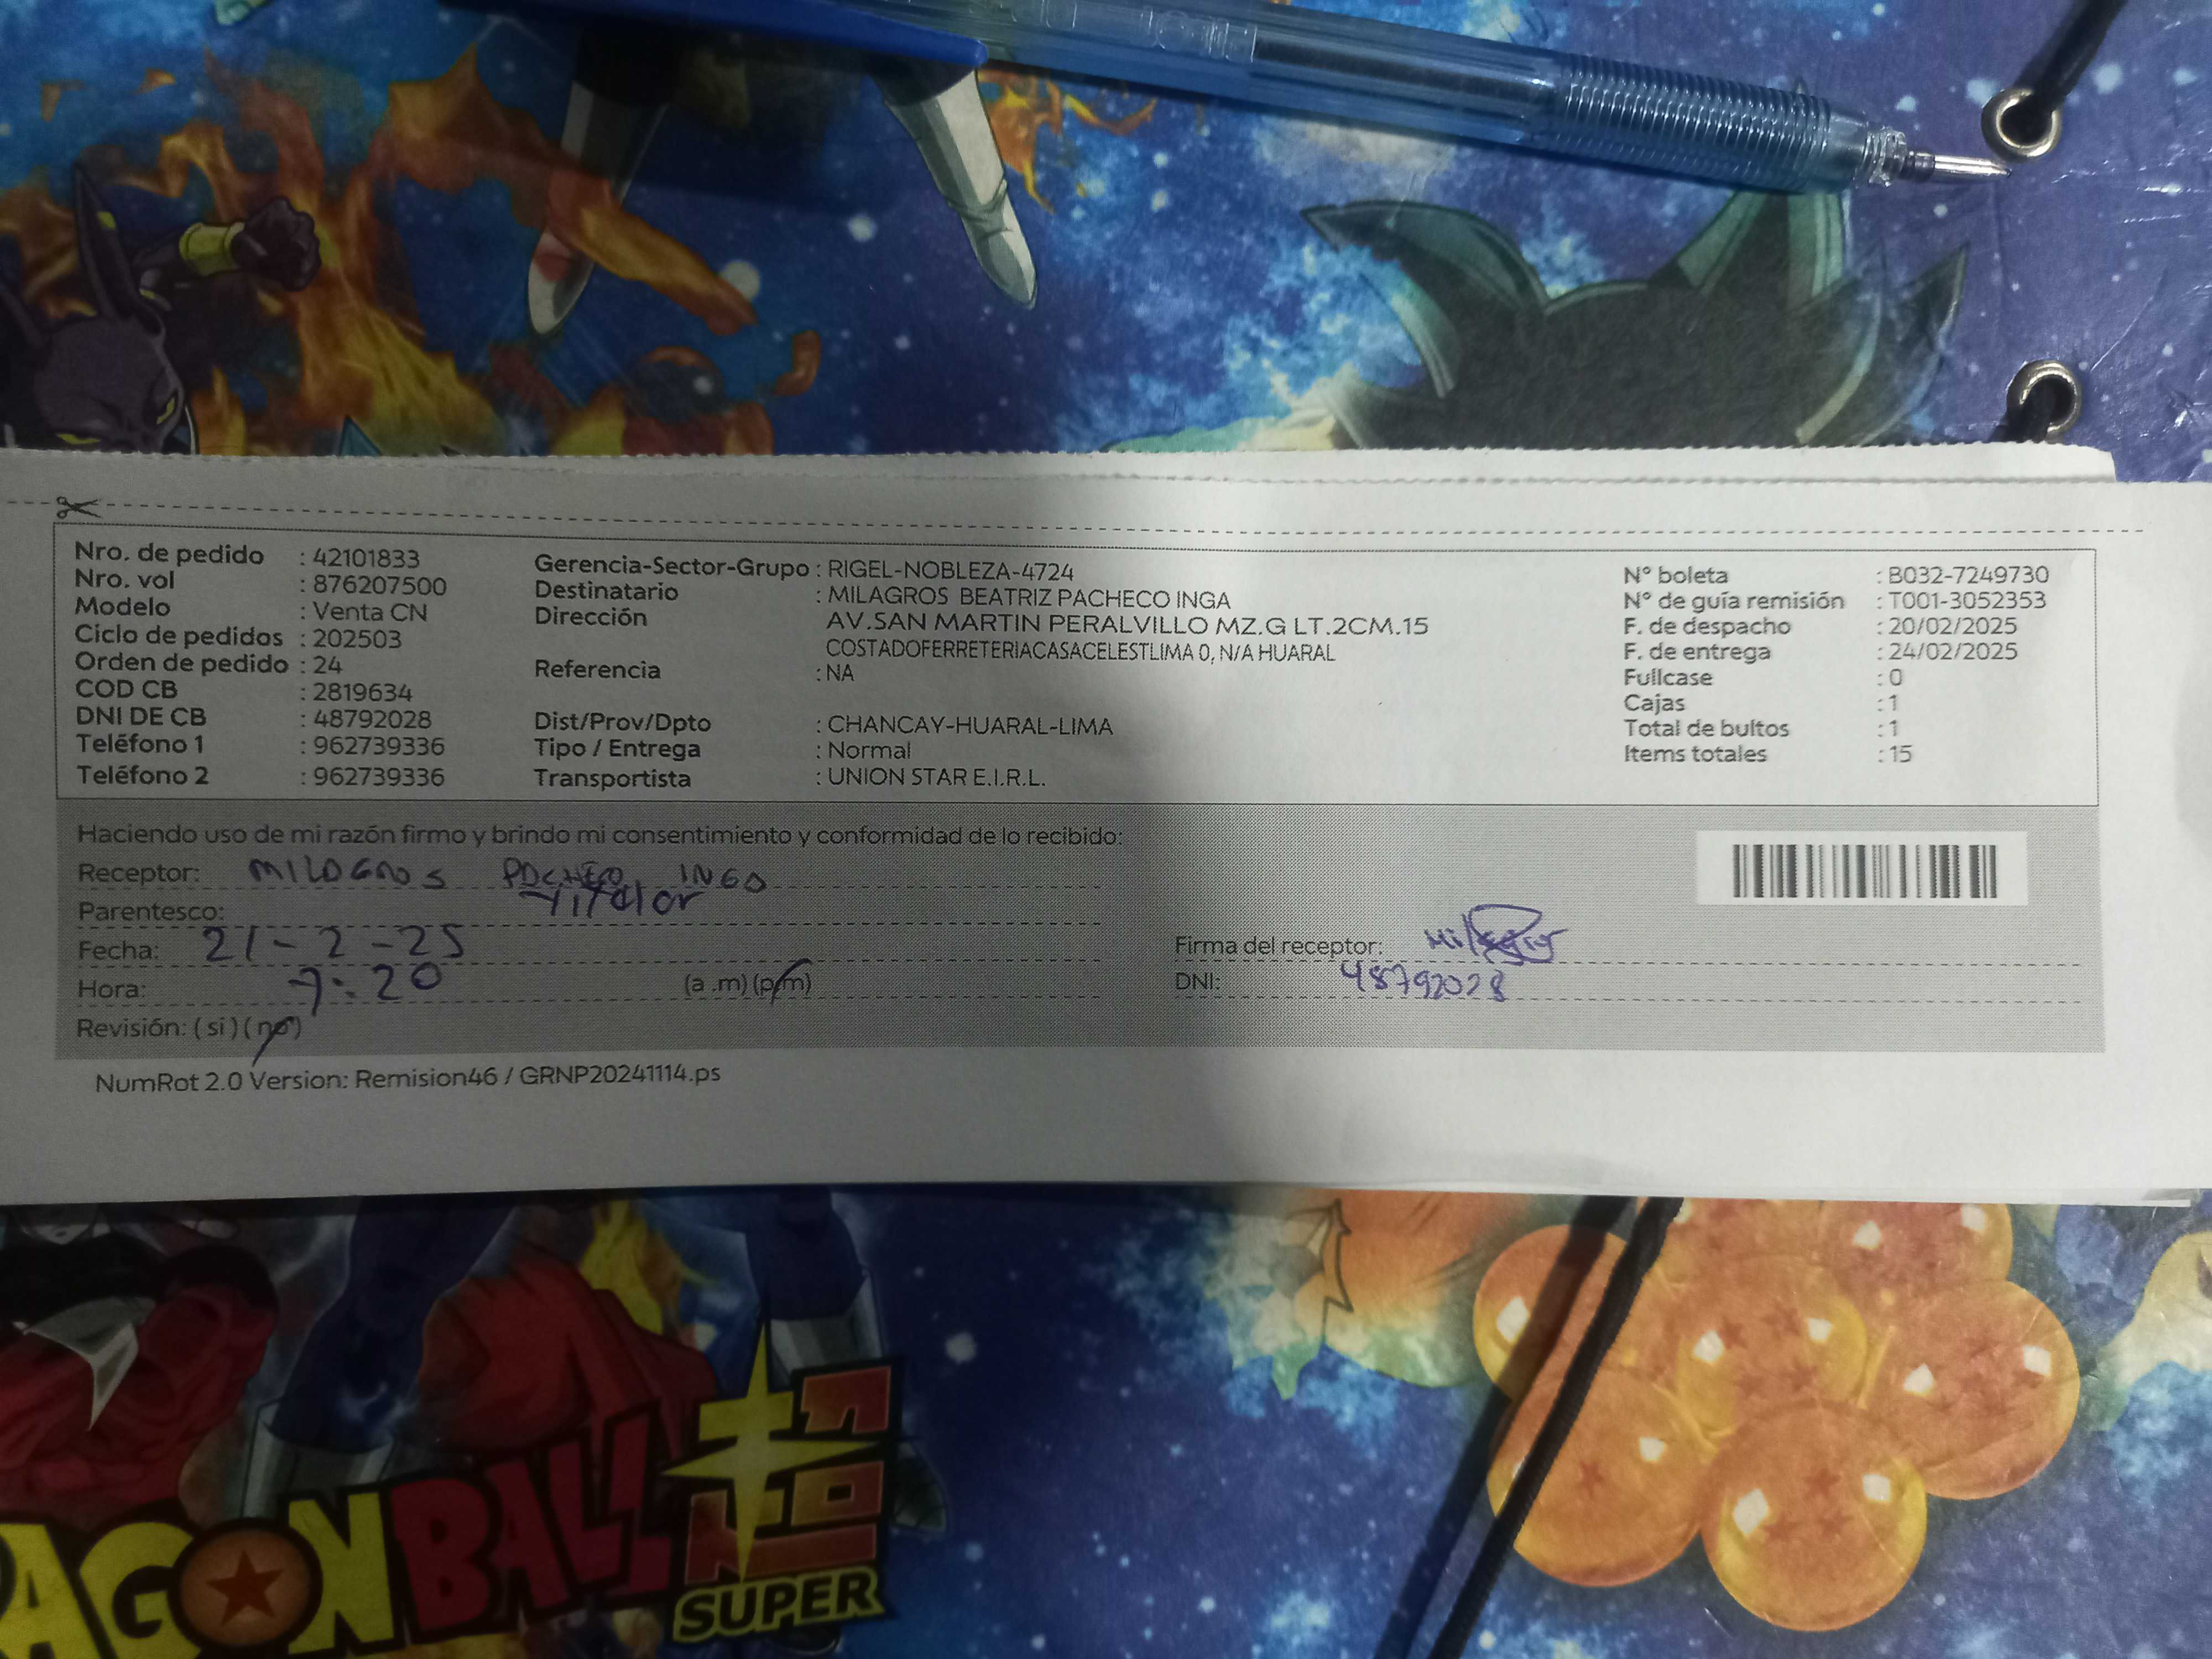 Nro. de pedido : 42101833
Nro. vol : 876207500
Modelo : Venta CN
Ciclo de pedidos : 202503
Orden de pedido : 24
COD CB : 2819634
DNI DE CB : 48792028
Teléfono 1 : 962739336
Teléfono 2 : 962739336
Gerencia-Sector-Grupo : RIGEL-NOBLEZA-4724
Destinatario : MILAGROS BEATRIZ PACHECO INGA
Dirección AV.SAN MARTIN PERALVILLO MZ.G LT.2CM.15
COSTADOFERRETERIACASACELESTLIMA 0, N/A HUARAL
Referencia : NA
Dist/Prov/Dpto : CHANCAY-HUARAL-LIMA
Tipo / Entrega : Normal
Transportista : UNION STAR E.I.R.L.
N° boleta : B032-7249730
N° de guía remisión : T001-3052353
F. de despacho : 20/02/2025
F. de entrega : 24/02/2025
Fullcase : 0
Cajas : 1
Total de bultos : 1
Items totales : 15
Haciendo uso de mi razón firmo y brindo mi consentimiento y conformidad de lo recibido:
Receptor: MILAGROS PACHECO INGA
Parentesco: Titular
Fecha: 21-2-25
Hora: 7:20 (a .m) (p.m)
Revisión: (si) (no)
Firma del receptor: Milagros
DNI: 48792028
NumRot 2.0 Version: Remision46 / GRNP20241114.ps
AGON BALL
SUPER